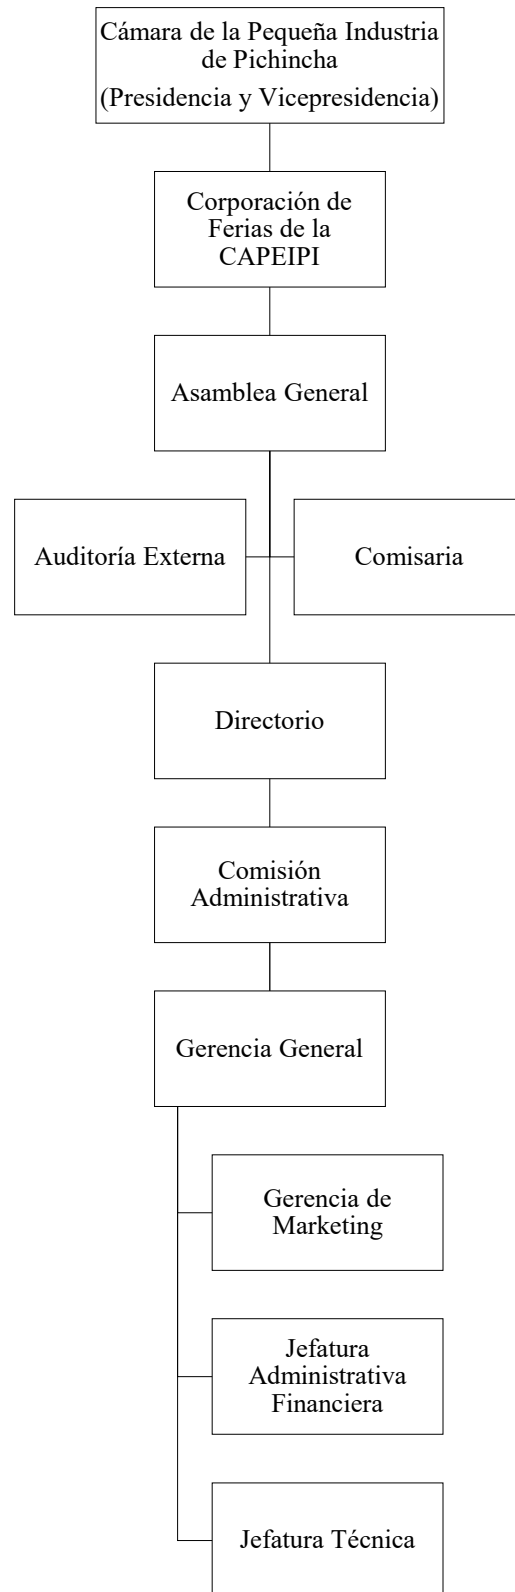 Cámara de la Pequeña Industria
de Pichincha
(Presidencia y Vicepresidencia)
Corporación de
Ferias de la
CAPEIPI
Asamblea General
Auditoría Externa
Comisaria
Directorio
Comisión
Administrativa
Gerencia General
Gerencia de
Marketing
Jefatura
Administrativa
Financiera
Jefatura Técnica